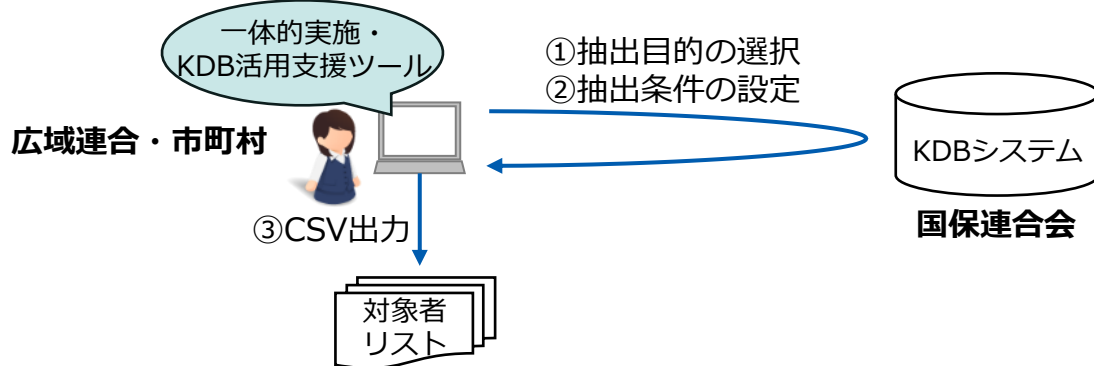 一体的実施・
KDB活用支援ツール
①抽出目的の選択
②抽出条件の設定
広域連合・市町村
KDBシステム
国保連合会
③CSV出力
対象者
リスト